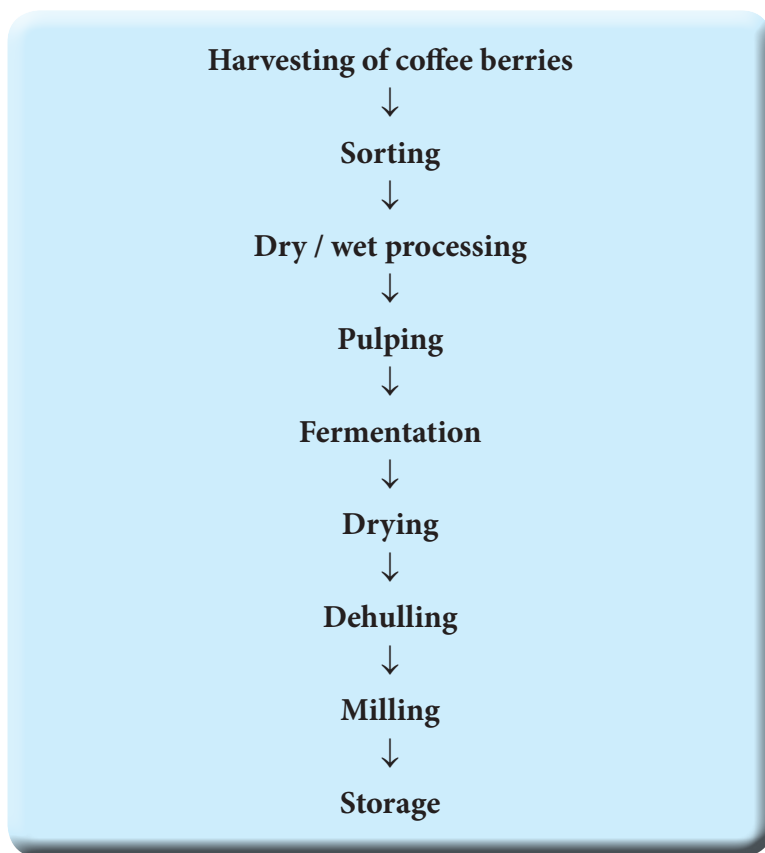 Harvesting of coffee berries
↓
Sorting
↓
Dry / wet processing
↓
Pulping
↓
Fermentation
↓
Drying
↓
Dehulling
↓
Milling
↓
Storage